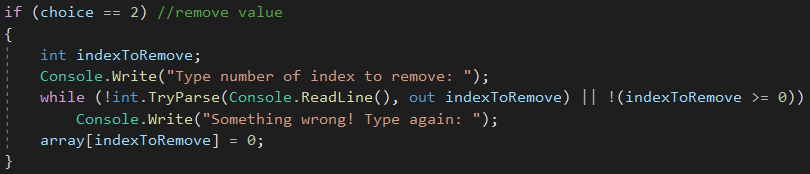 if (choice == 2) //remove value
{
    int indexToRemove;
    Console.Write("Type number of index to remove: ");
    while (!int.TryParse(Console.ReadLine(), out indexToRemove) || !(indexToRemove >= 0))
        Console.Write("Something wrong! Type again: ");
    array[indexToRemove] = 0;
}